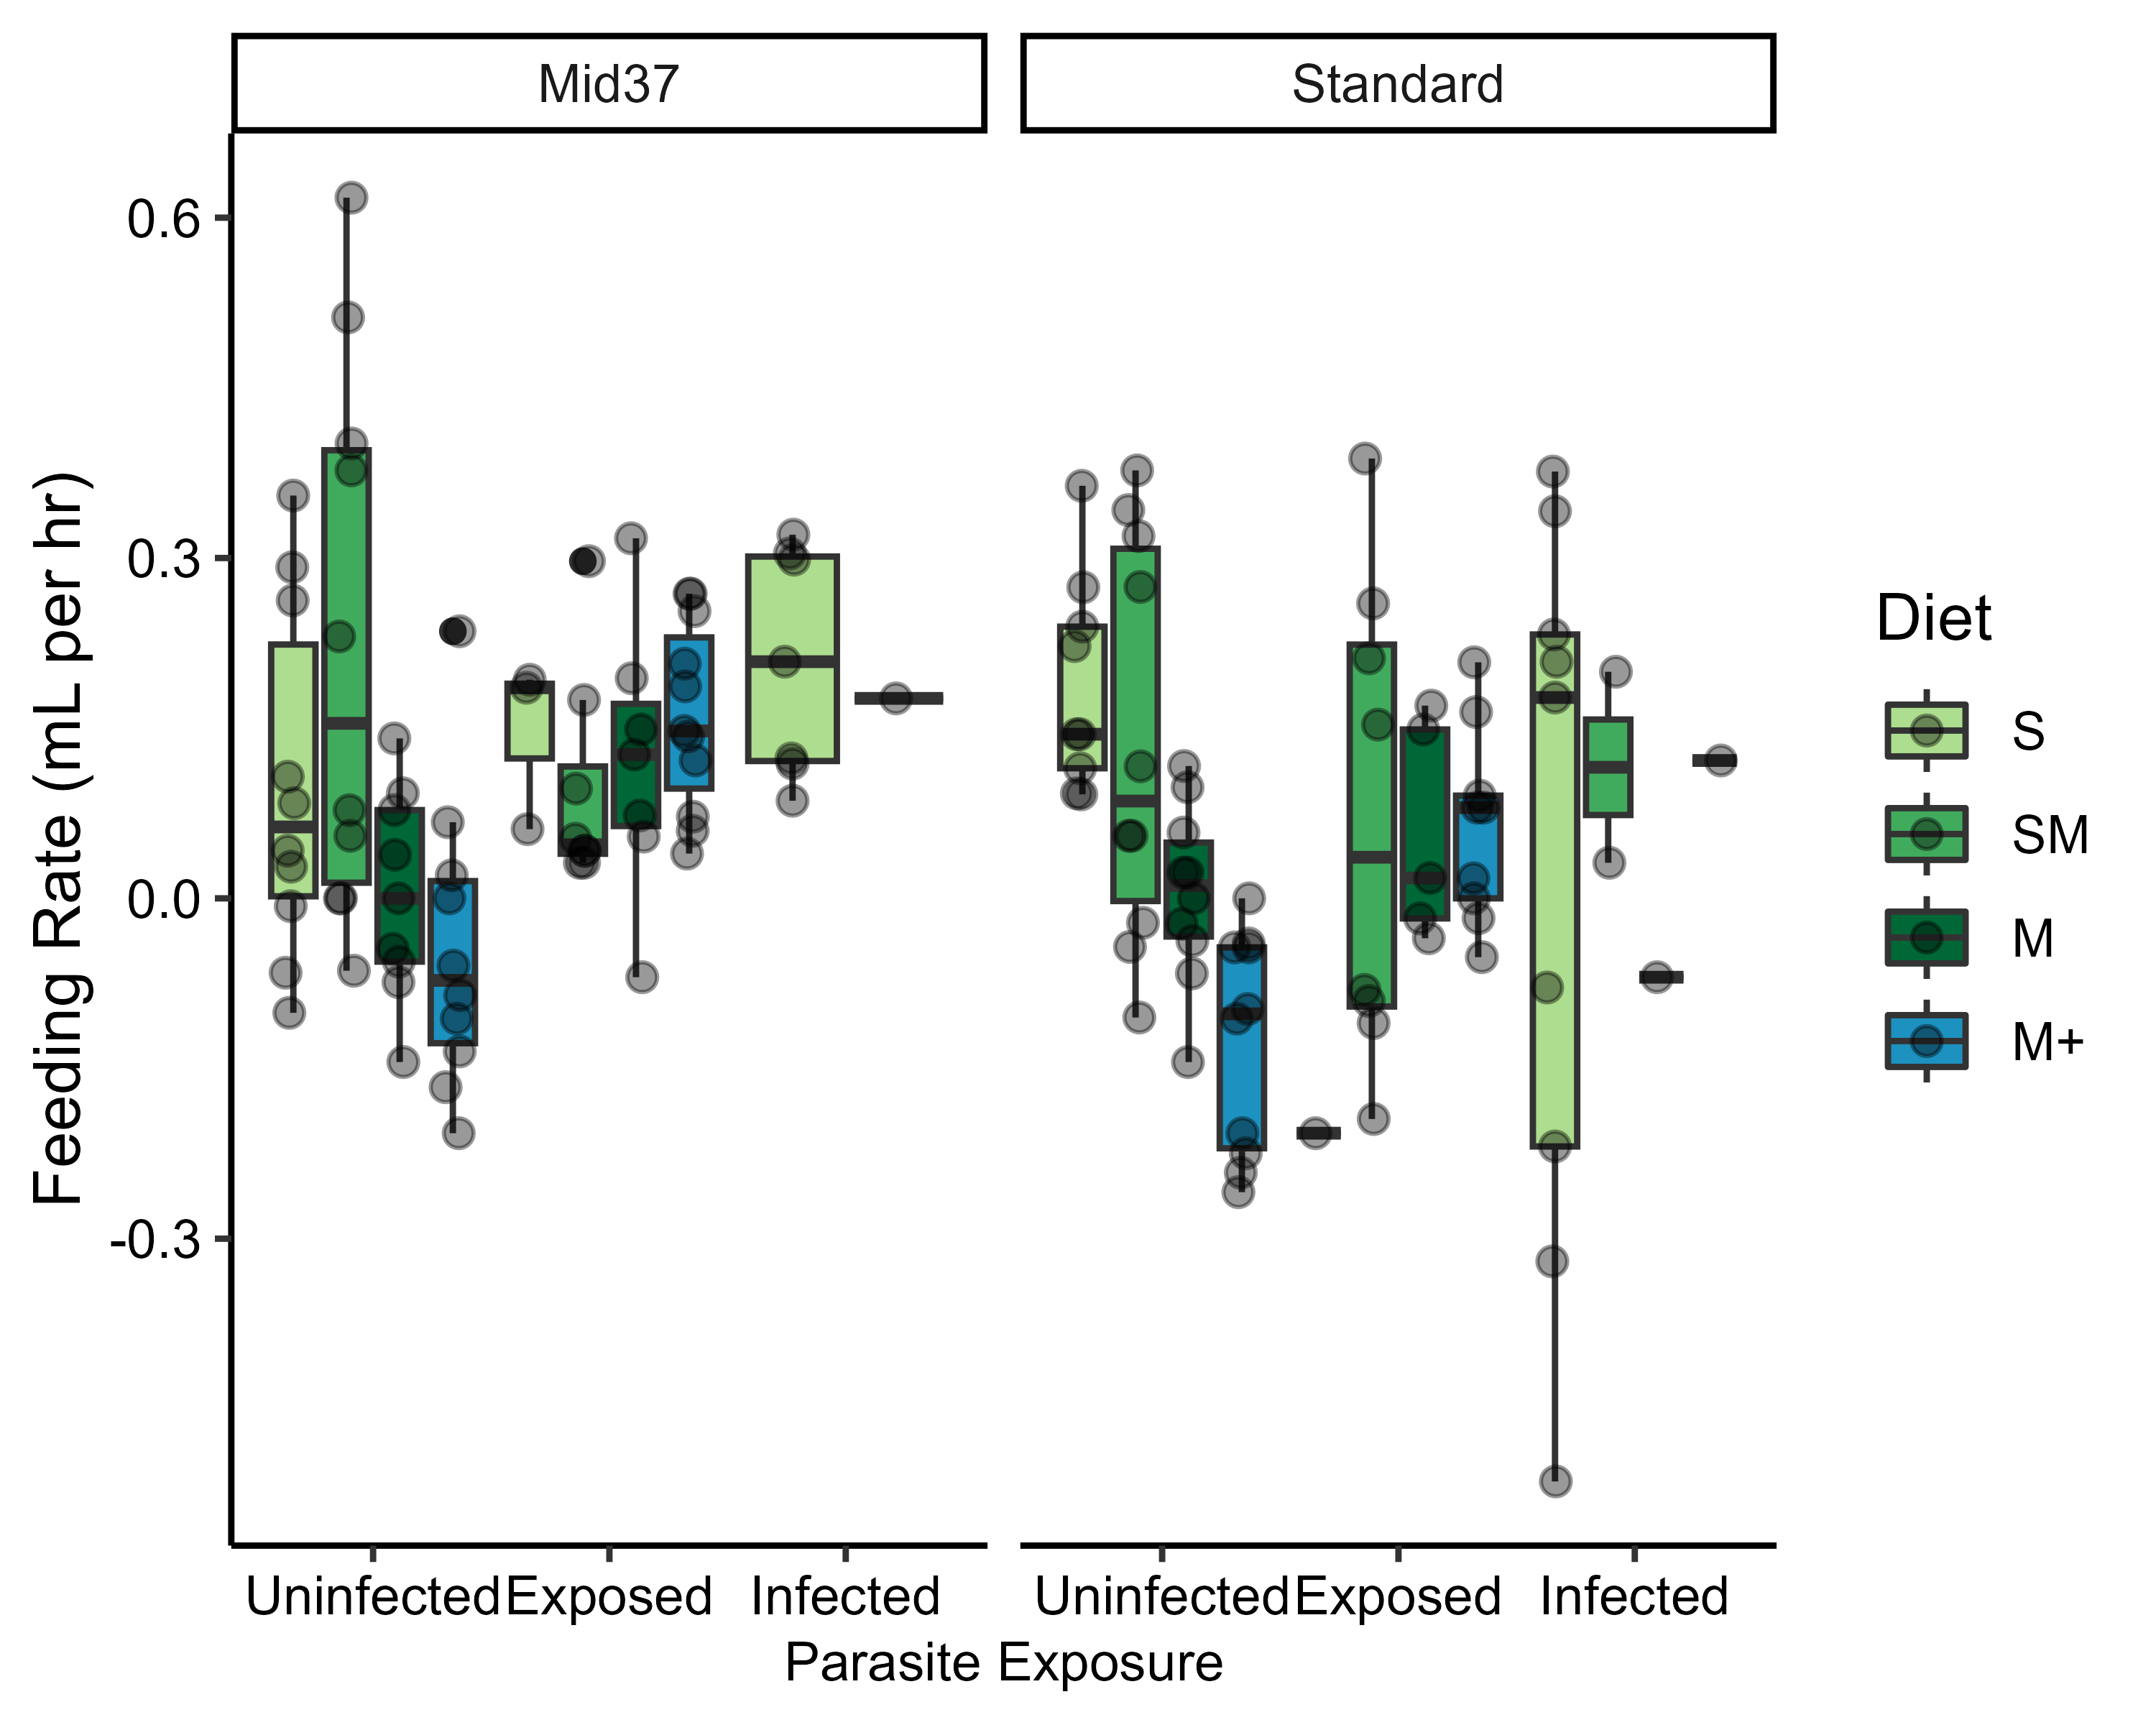 Mid37
Standard
0.6
0.3
0.0
-0.3
Feeding Rate (mL per hr)
Uninfected Exposed Infected
Uninfected Exposed Infected
Parasite Exposure
Diet
S
SM
M
M+